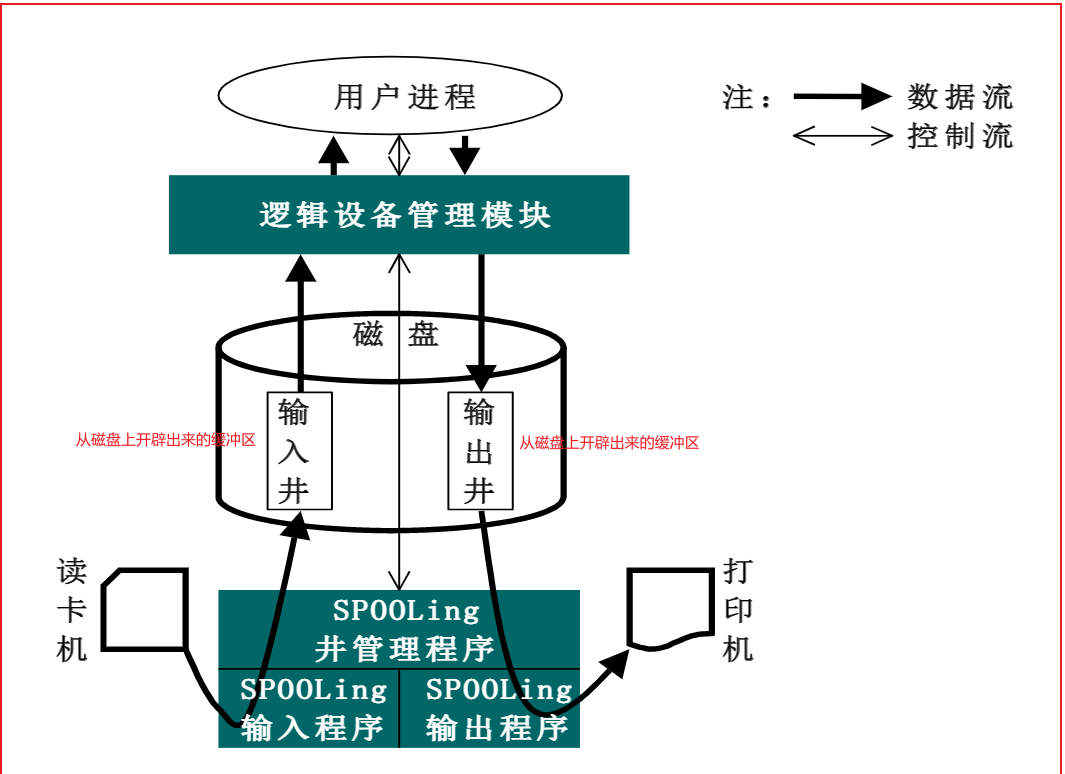 用户进程
注：
数据流
控制流
逻辑设备管理模块
磁 盘
输入井
输出井
从磁盘上开辟出来的缓冲区
从磁盘上开辟出来的缓冲区
读卡机
打印机
SPOOLing
井管理程序
SPOOLing
输入程序
SPOOLing
输出程序